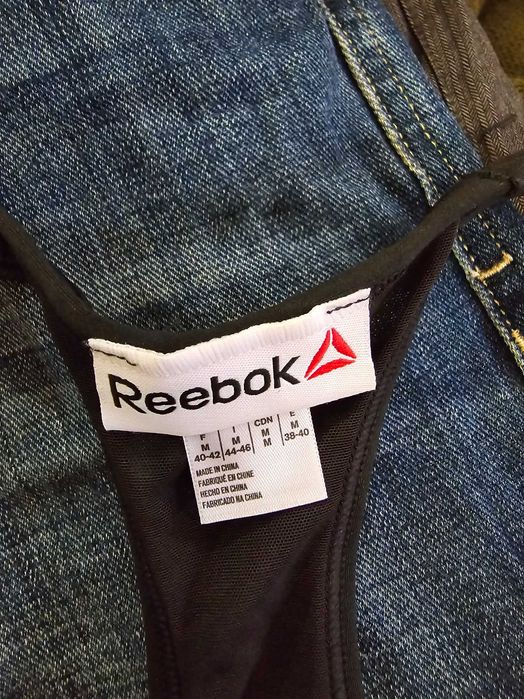 Reebok
F I CDN E
M M M M
40-42 44-46 M 38-40
MADE IN CHINA
FABRIQUÉ EN CHINE
HECHO EN CHINA
FABRICADO NA CHINA